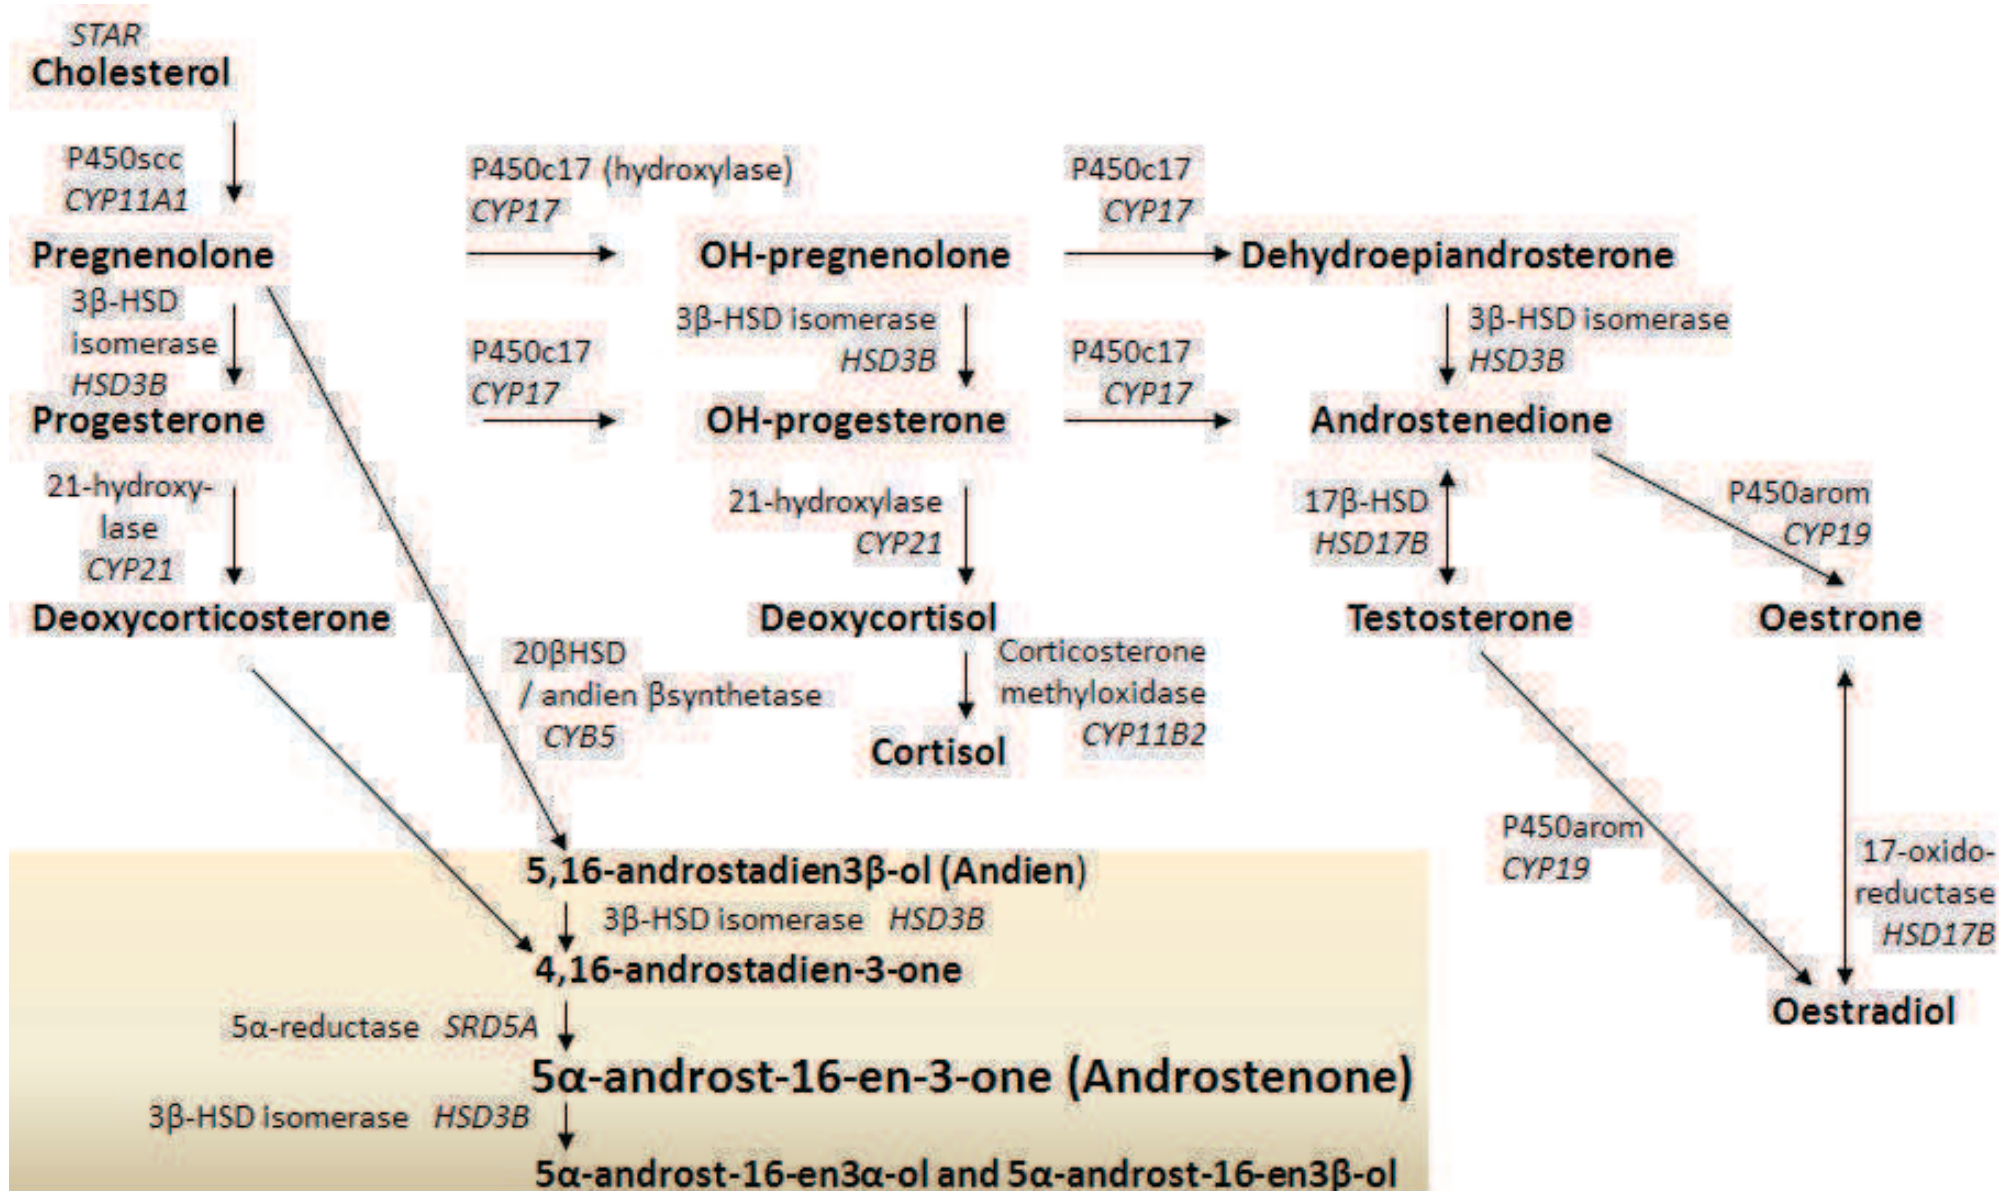 STAR
Cholesterol
P450scc
CYP11A1
P450c17 (hydroxylase)
CYP17
P450c17
CYP17
Pregnenolone
OH-pregnenolone
Dehydroepiandrosterone
3β-HSD
isomerase
HSD3B
P450c17
CYP17
3β-HSD isomerase
HSD3B
P450c17
CYP17
3β-HSD isomerase
HSD3B
Progesterone
OH-progesterone
Androstenedione
21-hydroxy-
lase
CYP21
21-hydroxylase
CYP21
17β-HSD
HSD17B
P450arom
CYP19
Deoxycorticosterone
Deoxycortisol
Testosterone
Oestrone
20βHSD
/ andien βsynthetase
CYB5
Corticosterone
methyloxidase
CYP11B2
Cortisol
P450arom
CYP19
17-oxido-
reductase
HSD17B
5,16-androstadien3β-ol (Andien)
3β-HSD isomerase HSD3B
4,16-androstadien-3-one
5α-reductase SRD5A
Oestradiol
5α-androst-16-en-3-one (Androstenone)
3β-HSD isomerase HSD3B
5α-androst-16-en3α-ol and 5α-androst-16-en3β-ol